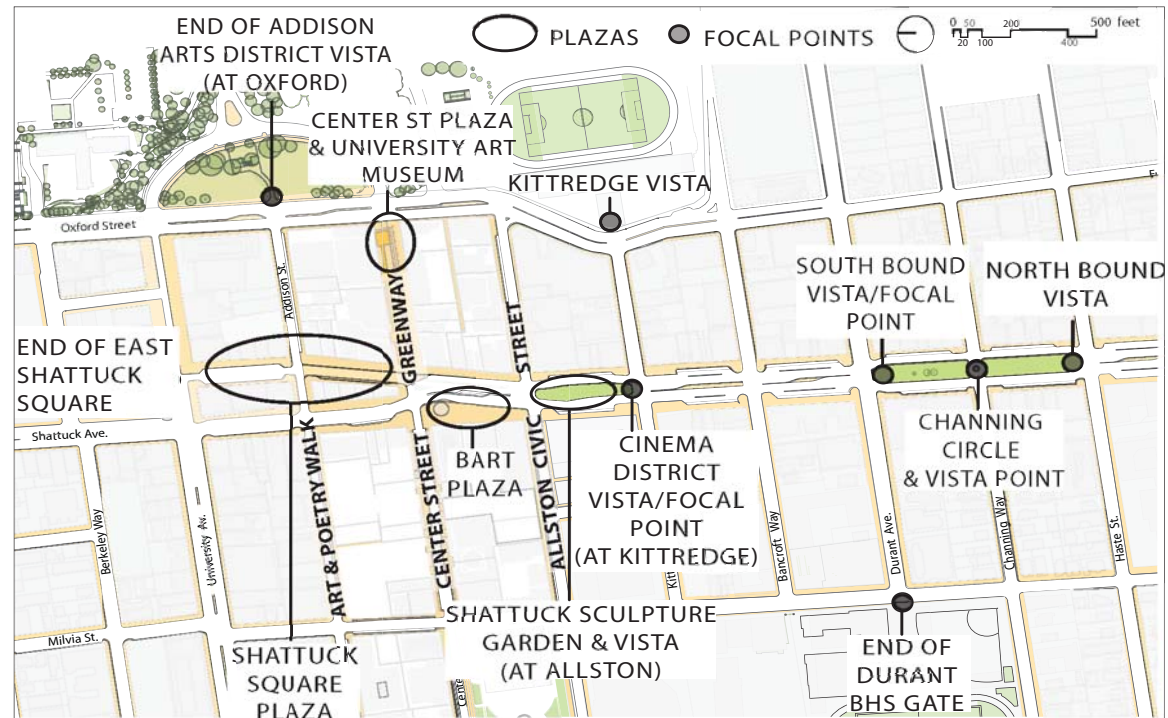 END OF ADDISON
ARTS DISTRICT VISTA
(AT OXFORD)
PLAZAS
FOCAL POINTS
0 50 200 500 feet
20 100 400
CENTER ST PLAZA
& UNIVERSITY ART
MUSEUM
KITTREDGE VISTA
Oxford Street
Addison St.
GREENWAY
STREET
SOUTH BOUND
VISTA/FOCAL
POINT
NORTH BOUND
VISTA
END OF EAST
SHATTUCK
SQUARE
Shattuck Ave.
ART & POETRY WALK
CENTER STREET
BART
PLAZA
ALLSTON CIVIC
CINEMA
DISTRICT
VISTA/FOCAL
POINT
(AT KITTREDGE)
CHANNING
CIRCLE
& VISTA POINT
Berkeley Way
University Av.
Kitt
Bancroft Way
Durant Ave.
Channing Way
Haste St.
Milvia St.
SHATTUCK
SQUARE
PLAZA
Cente
SHATTUCK SCULPTURE
GARDEN & VISTA
(AT ALLSTON)
END OF
DURANT
BHS GATE